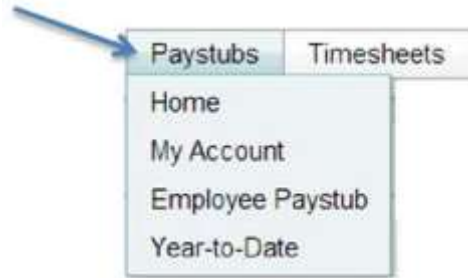 Paystubs Timesheets
Home
My Account
Employee Paystub
Year-to-Date